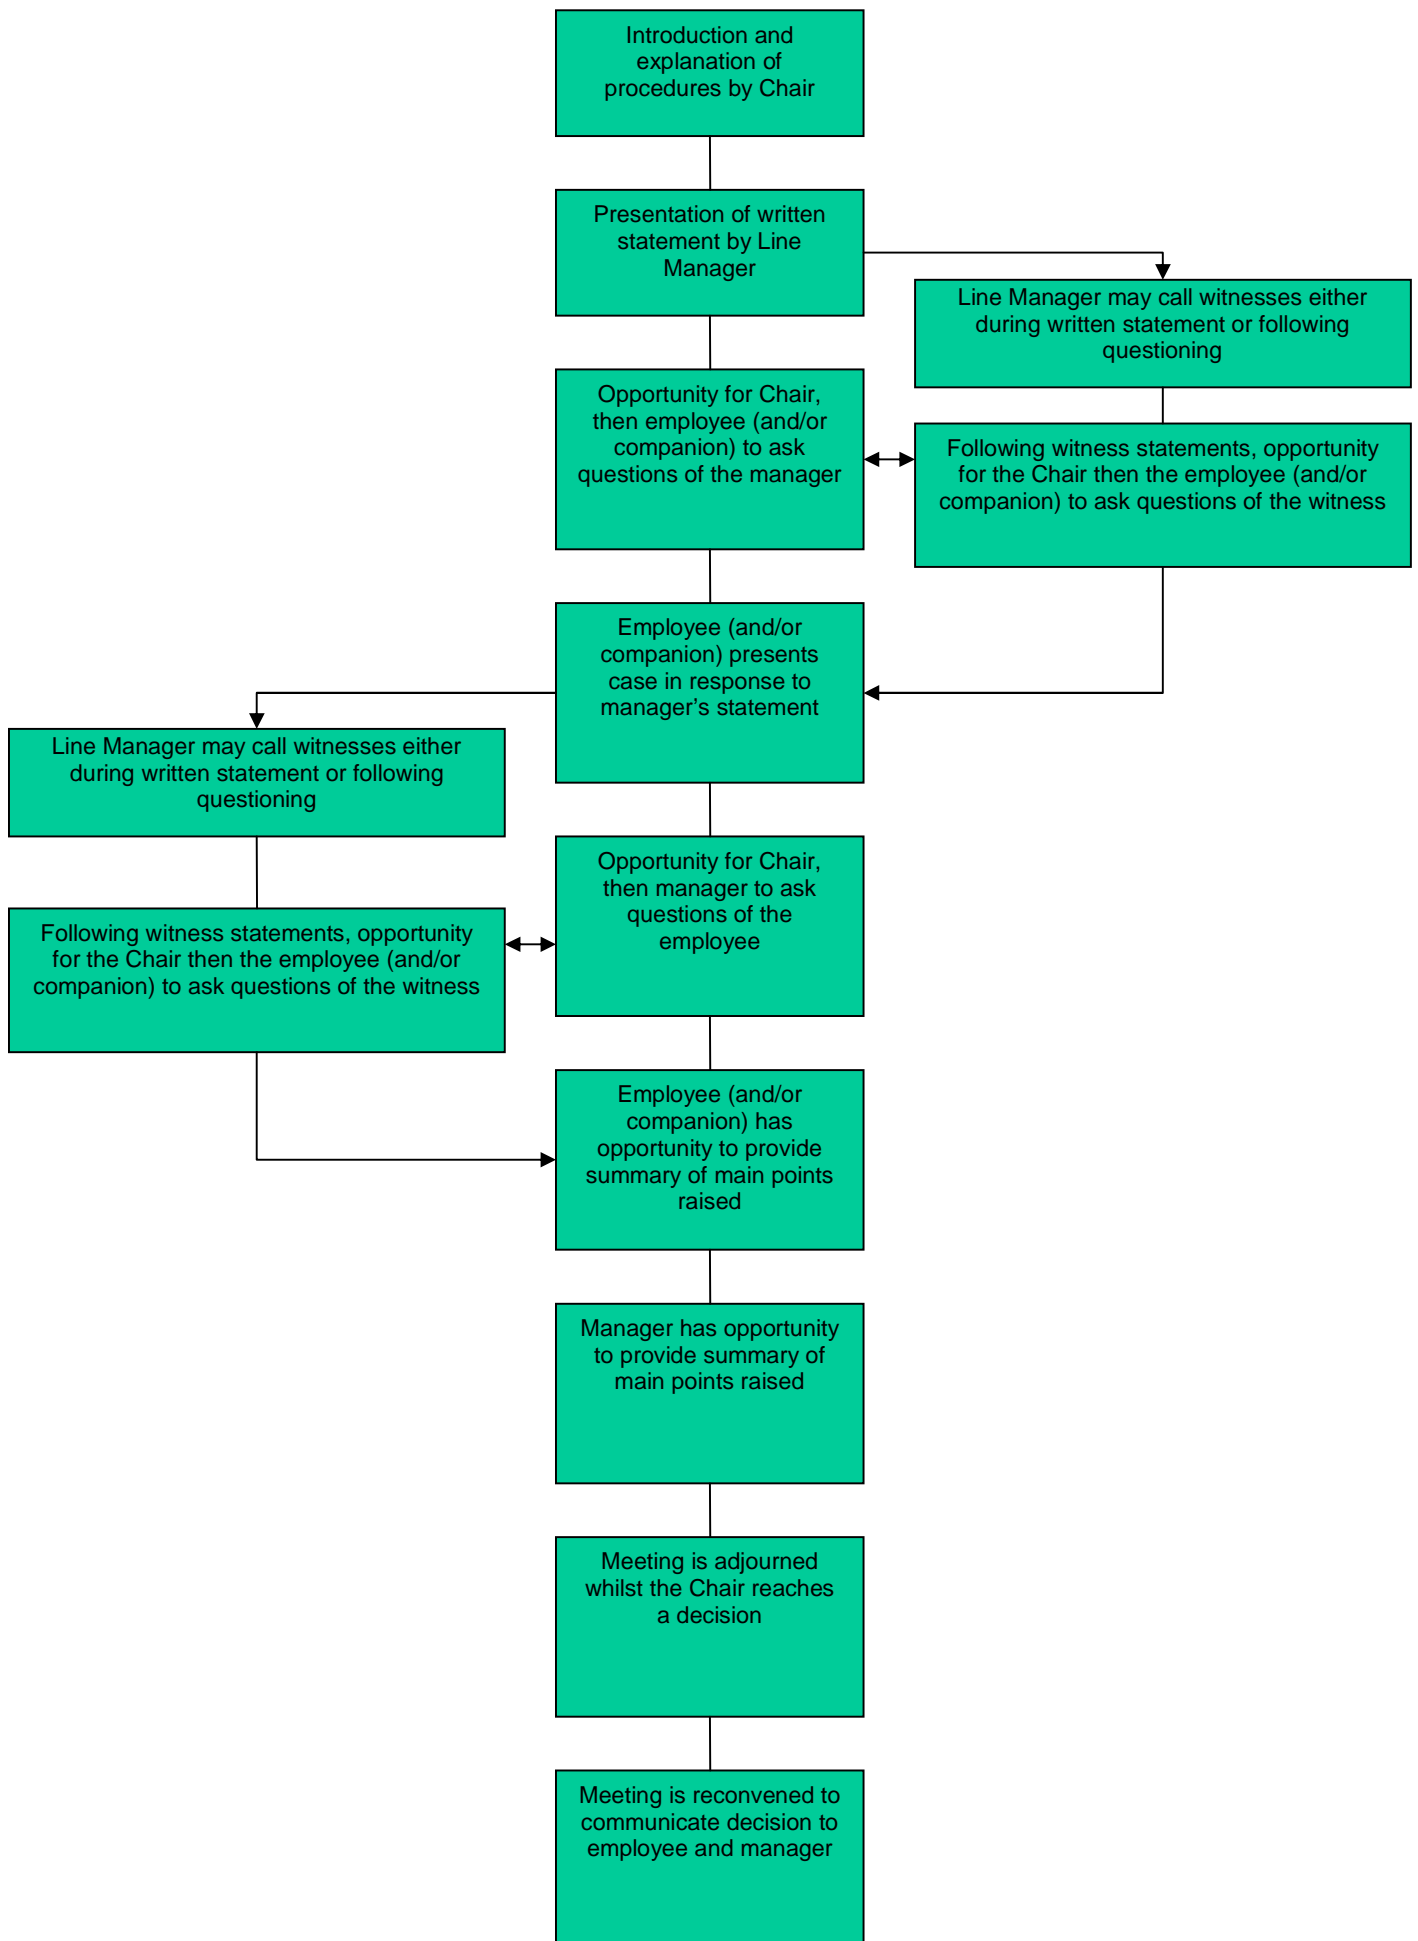 Introduction and
explanation of
procedures by Chair
Presentation of written
statement by Line
Manager
Line Manager may call witnesses either
during written statement or following
questioning
Opportunity for Chair,
then employee (and/or
companion) to ask
questions of the manager
Following witness statements, opportunity
for the Chair then the employee (and/or
companion) to ask questions of the witness
Employee (and/or
companion) presents
case in response to
manager’s statement
Line Manager may call witnesses either
during written statement or following
questioning
Opportunity for Chair,
then manager to ask
questions of the
employee
Following witness statements, opportunity
for the Chair then the employee (and/or
companion) to ask questions of the witness
Employee (and/or
companion) has
opportunity to provide
summary of main points
raised
Manager has opportunity
to provide summary of
main points raised
Meeting is adjourned
whilst the Chair reaches
a decision
Meeting is reconvened to
communicate decision to
employee and manager